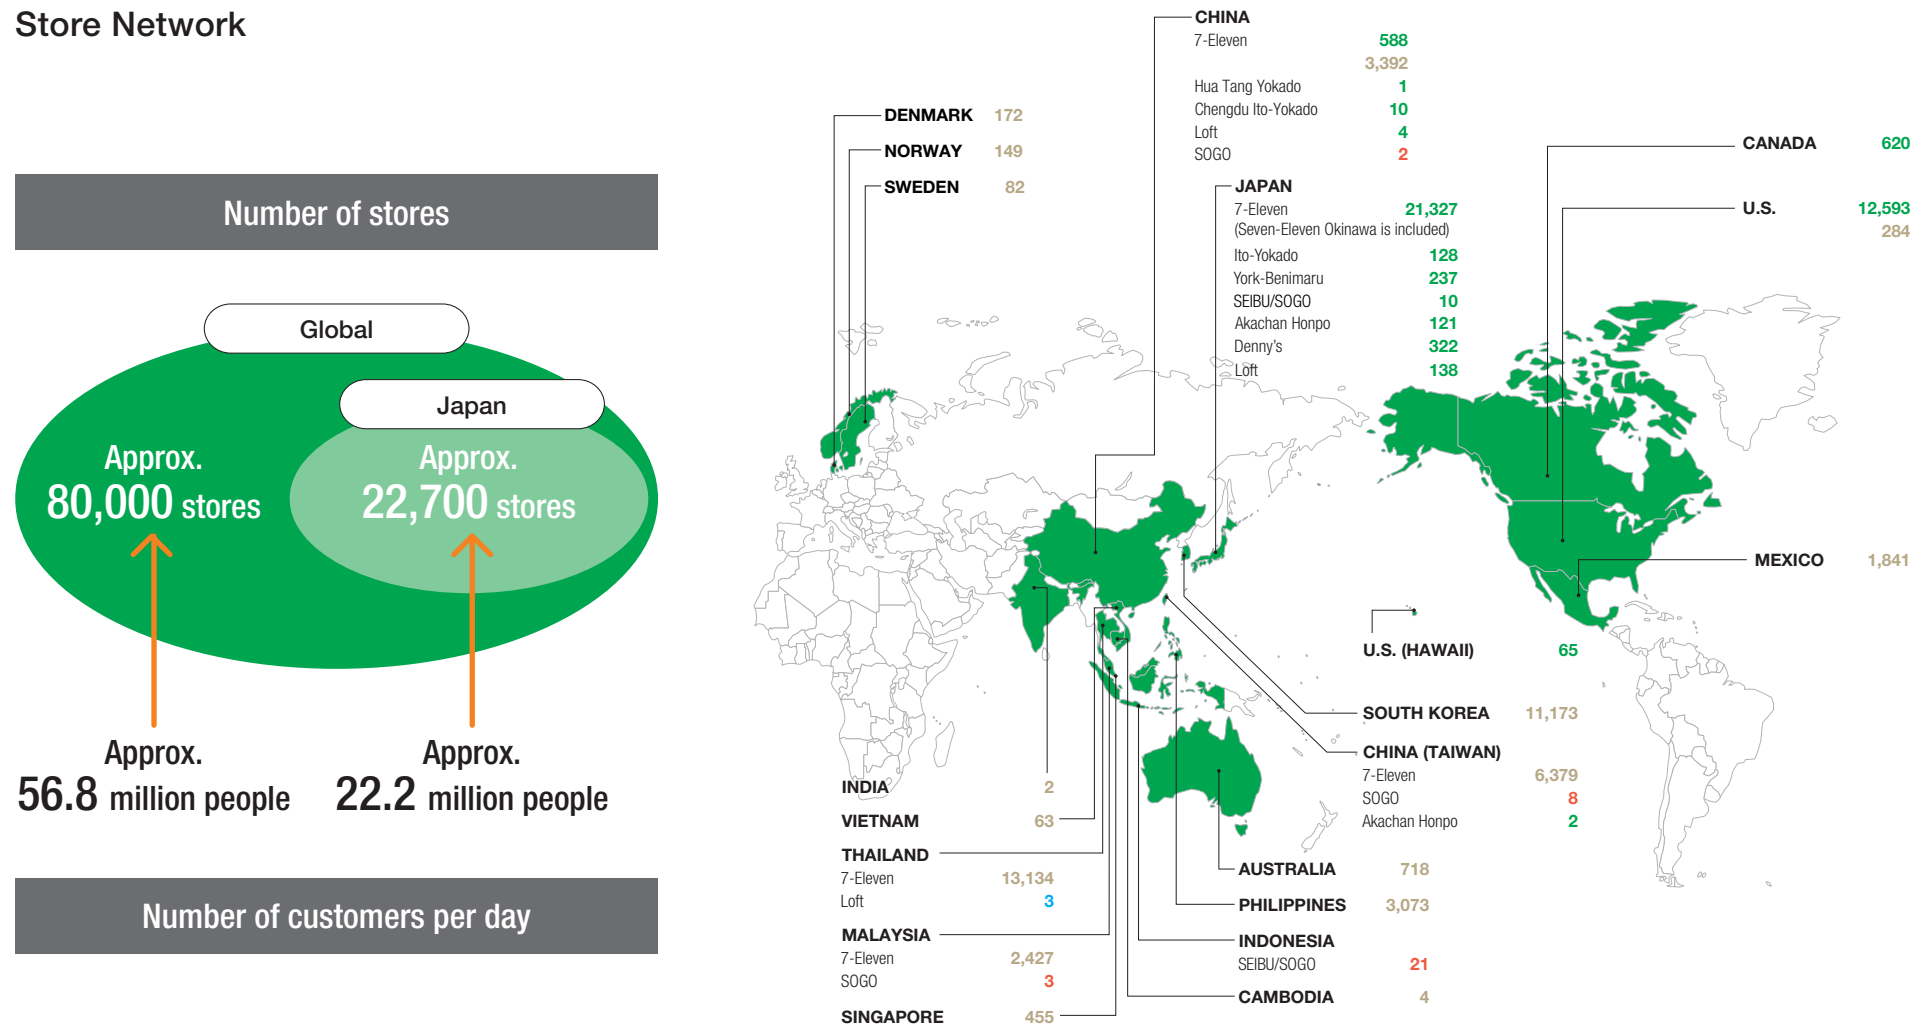 Store Network
Number of stores
Global
Japan
Approx.
80,000 stores
Approx.
22,700 stores
Approx.
56.8 million people
Approx.
22.2 million people
Number of customers per day
DENMARK 172
NORWAY 149
SWEDEN 82
CHINA
7-Eleven 588
3,392
Hua Tang Yokado 1
Chengdu Ito-Yokado 10
Loft 4
SOGO 2
JAPAN
7-Eleven 21,327
(Seven-Eleven Okinawa is included)
Ito-Yokado 128
York-Benimaru 237
SEIBU/SOGO 10
Akachan Honpo 121
Denny's 322
Loft 138
CANADA 620
U.S. 12,593
284
MEXICO 1,841
U.S. (HAWAII) 65
SOUTH KOREA 11,173
CHINA (TAIWAN)
7-Eleven 6,379
SOGO 8
Akachan Honpo 2
INDIA 2
VIETNAM 63
THAILAND
7-Eleven 13,134
Loft 3
MALAYSIA
7-Eleven 2,427
SOGO 3
SINGAPORE 455
AUSTRALIA 718
PHILIPPINES 3,073
INDONESIA
SEIBU/SOGO 21
CAMBODIA 4